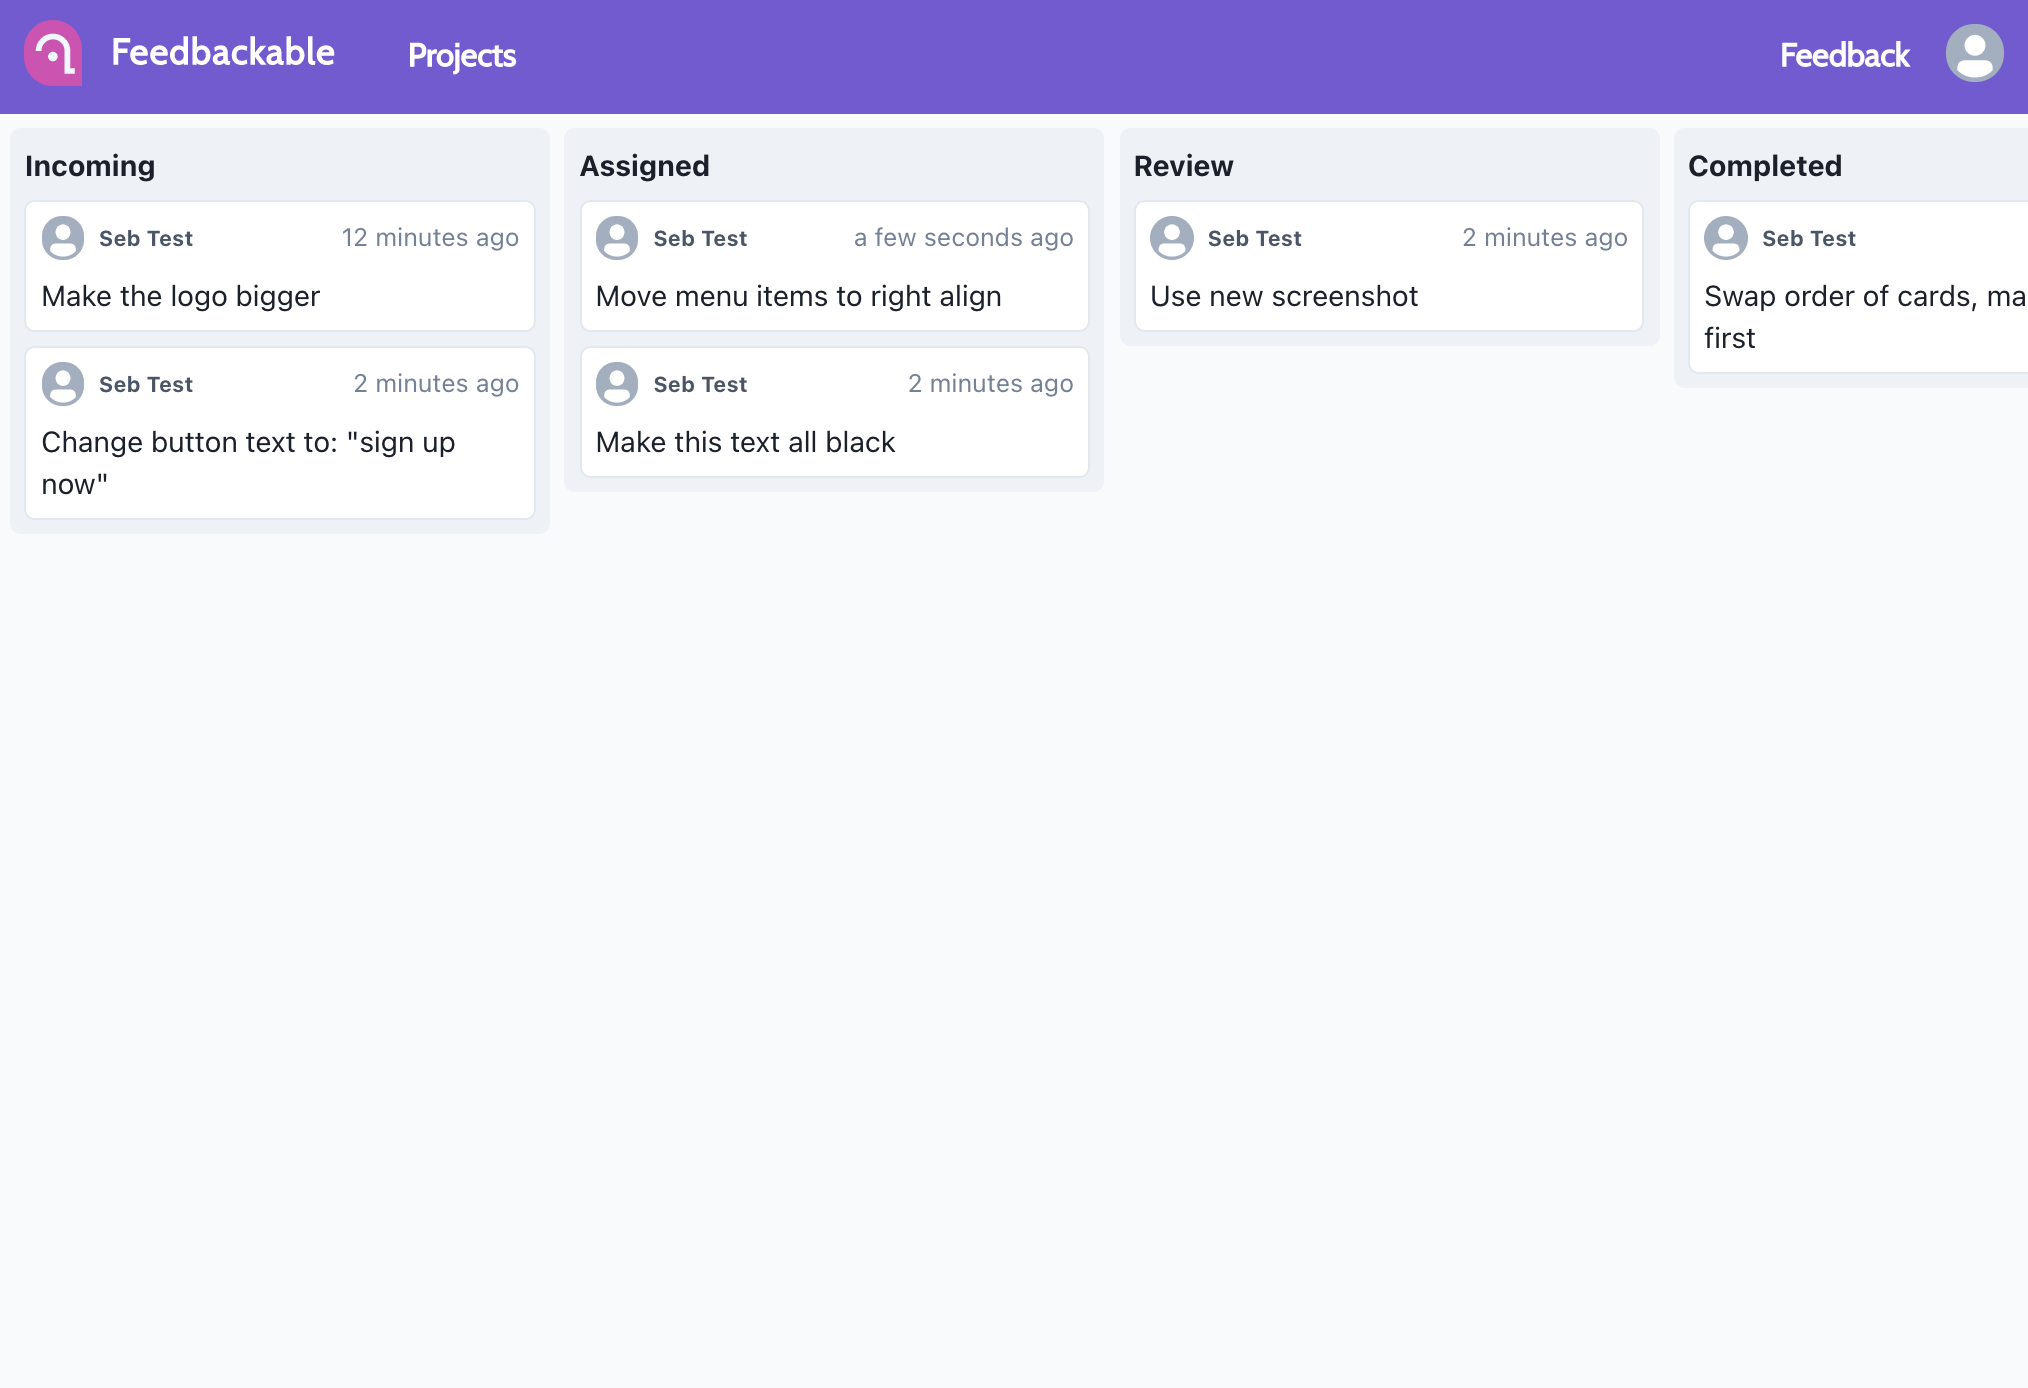 Feedbackable
Projects
Feedback
Incoming
Seb Test
12 minutes ago
Make the logo bigger
Seb Test
2 minutes ago
Change button text to: "sign up
now"
Assigned
Seb Test
a few seconds ago
Move menu items to right align
Seb Test
2 minutes ago
Make this text all black
Review
Seb Test
2 minutes ago
Use new screenshot
Completed
Seb Test
Swap order of cards, ma
first